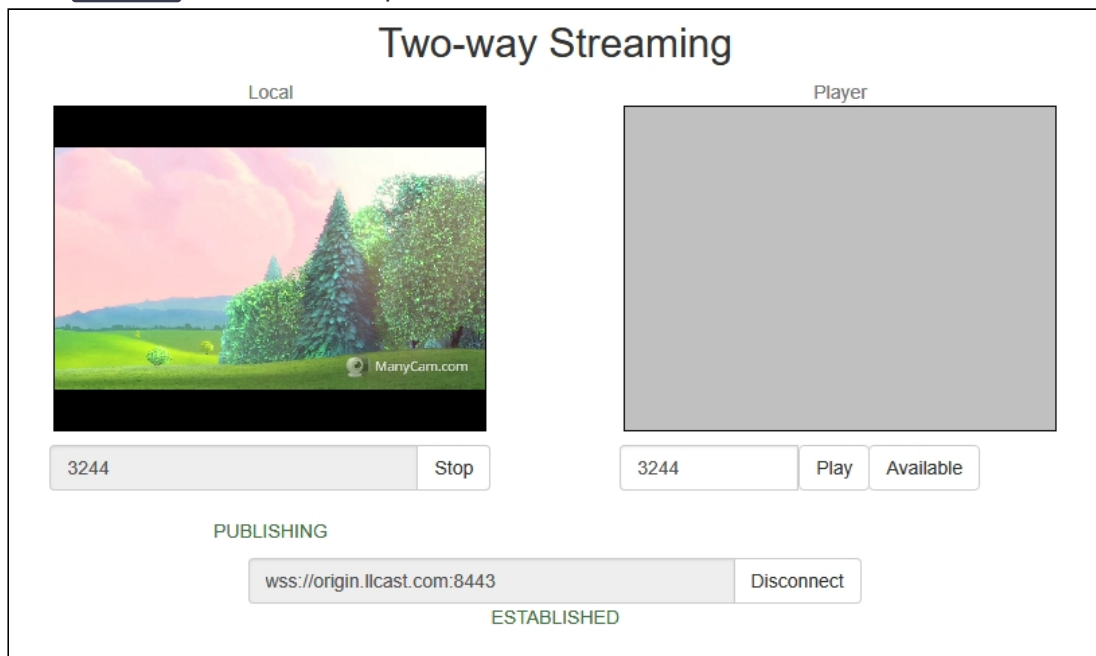 Two-way Streaming
Local
Player
ManyCam.com
3244
Stop
3244
Play
Available
PUBLISHING
wss://origin.llcast.com:8443
Disconnect
ESTABLISHED